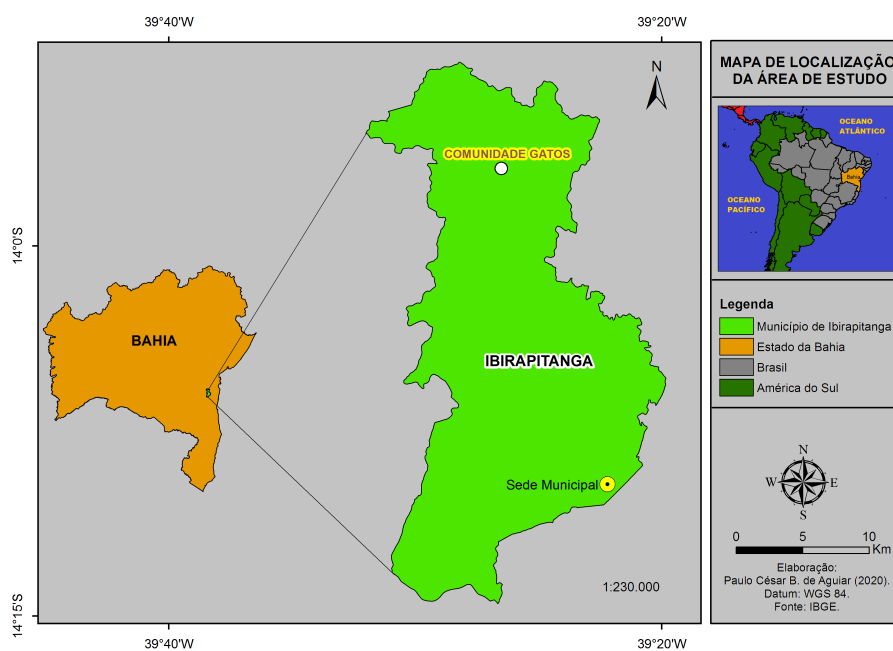 39°40'W
39°20'W
N
COMUNIDADE GATOS
14°0'S
BAHIA
IBIRAPITANGA
Sede Municipal
1:230.000
14°15'S
39°40'W
39°20'W
MAPA DE LOCALIZAÇÃO
DA ÁREA DE ESTUDO
OCEANO
ATLÂNTICO
Bahia
OCEANO
PACÍFICO
Legenda
Município de Ibirapitanga
Estado da Bahia
Brasil
América do Sul
N
W E
S
0 5 10
Km
Elaboração:
Paulo César B. de Aguiar (2020).
Datum: WGS 84.
Fonte: IBGE.